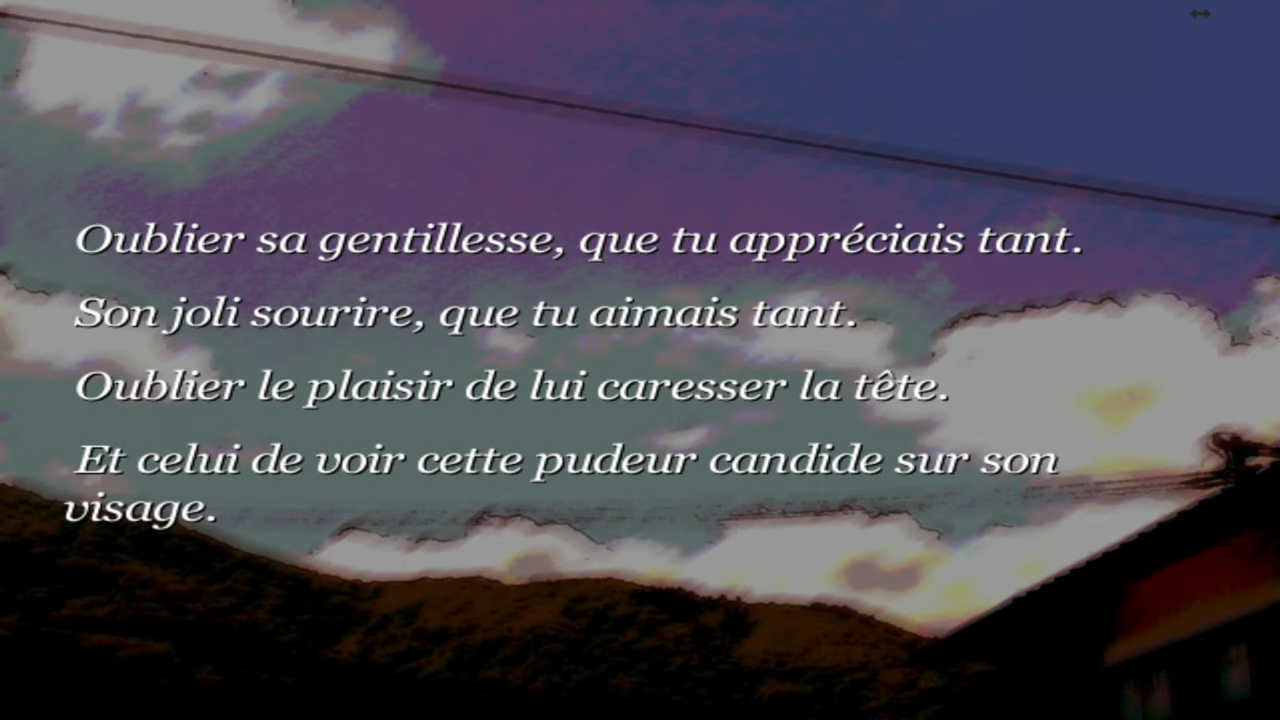 Oublier sa gentillesse, que tu appréciais tant.
Son joli sourire, que tu aimais tant.
Oublier le plaisir de lui caresser la tête.
Et celui de voir cette pudeur candide sur son
visage.